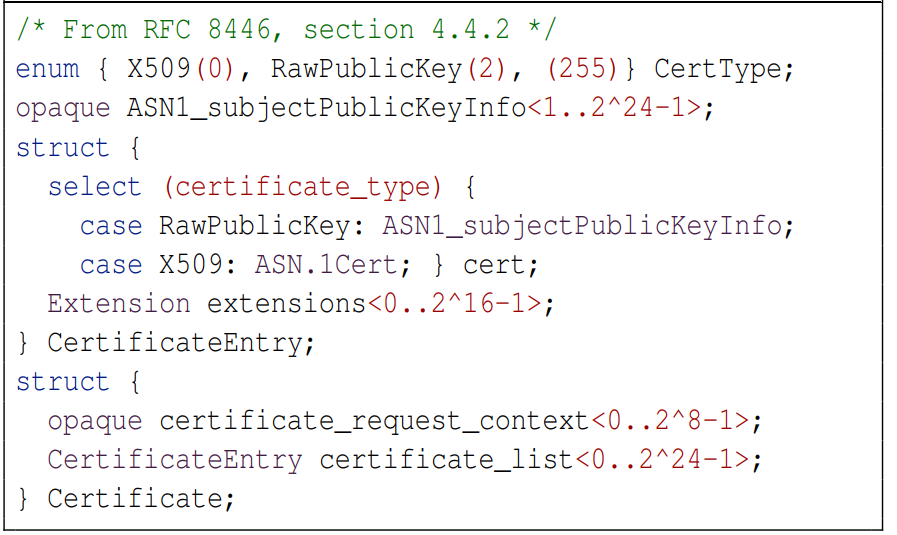 /* From RFC 8446, section 4.4.2 */
enum { X509(0), RawPublicKey(2), (255)} CertType;
opaque ASN1_subjectPublicKeyInfo<1..2^24-1>;
struct {
  select (certificate_type) {
    case RawPublicKey: ASN1_subjectPublicKeyInfo;
    case X509: ASN.1Cert; } cert;
  Extension extensions<0..2^16-1>;
} CertificateEntry;
struct {
  opaque certificate_request_context<0..2^8-1>;
  CertificateEntry certificate_list<0..2^24-1>;
} Certificate;